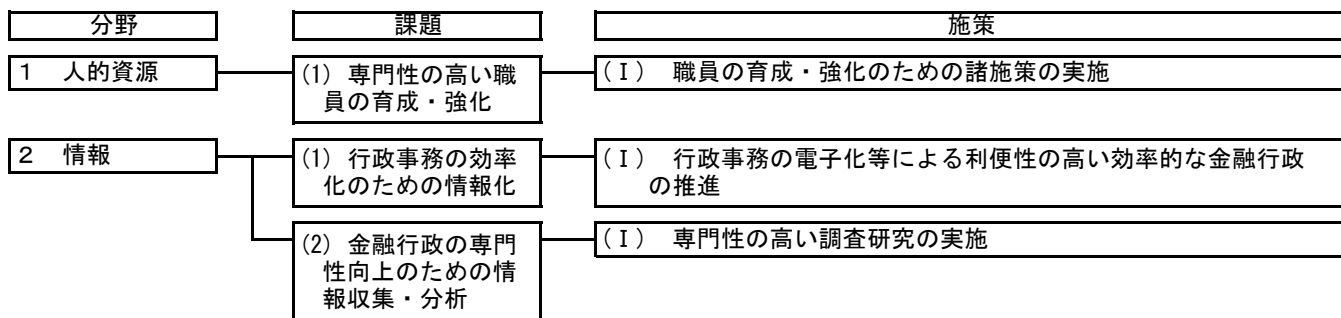 分野
課題
施策
1 人的資源
(1) 専門性の高い職
員の育成・強化
(Ⅰ) 職員の育成・強化のための諸施策の実施
2 情報
(1) 行政事務の効率
化のための情報化
(Ⅰ) 行政事務の電子化等による利便性の高い効率的な金融行政
の推進
(2) 金融行政の専門
性向上のための情
報収集・分析
(Ⅰ) 専門性の高い調査研究の実施